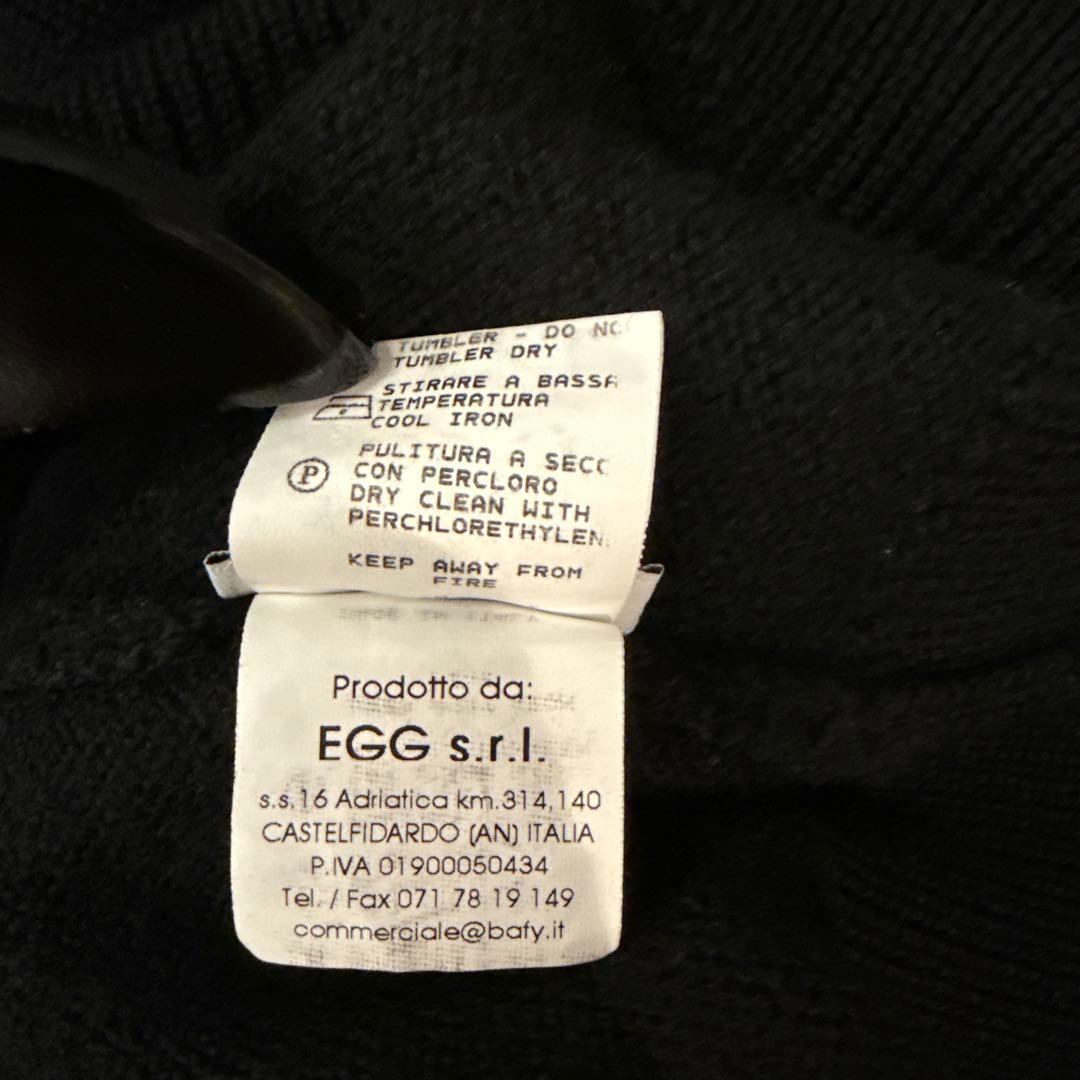 TUMBLER - DO NO
TUMBLER DRY
STIRARE A BASSA
TEMPERATURA
COOL IRON
P
PULITURA A SECC
CON PERCLORO
DRY CLEAN WITH
PERCHLORETHYLEN
KEEP AWAY FROM
FIRE
Prodotto da:
EGG s.r.l.
s.s.16 Adriatica km.314,140
CASTELFIDARDO (AN) ITALIA
P.IVA 01900050434
Tel. / Fax 071 78 19 149
commerciale@bafy.it